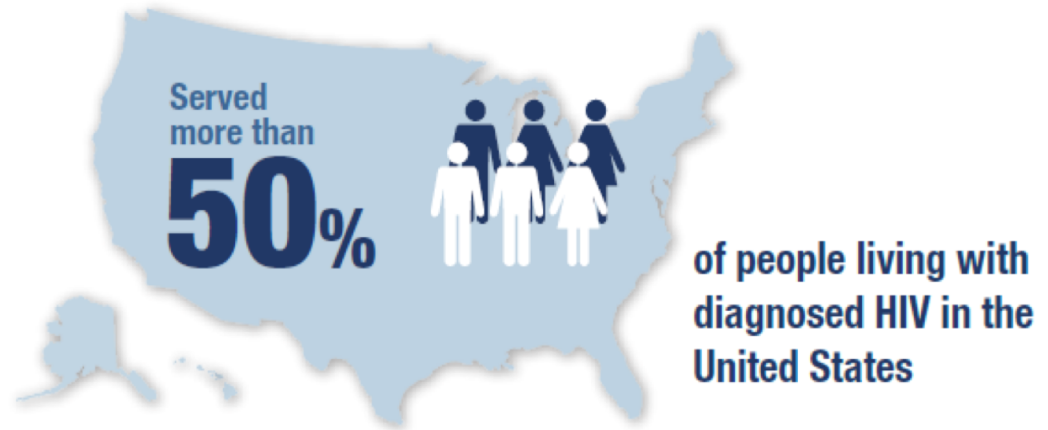 Served
more than
50%
of people living with
diagnosed HIV in the
United States